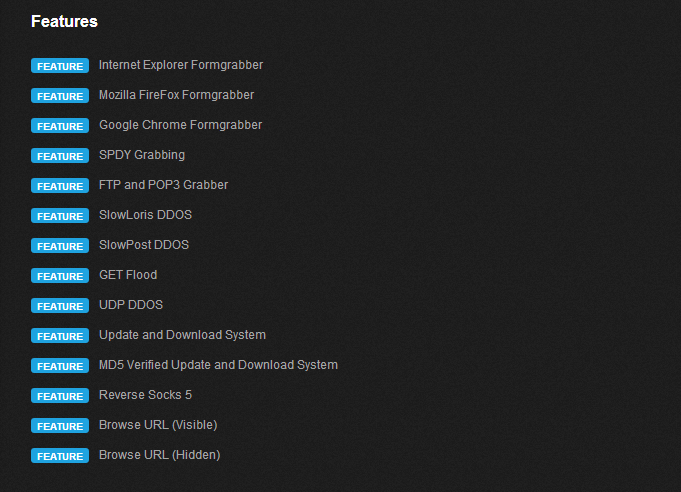 Features
FEATURE Internet Explorer Formgrabber
FEATURE Mozilla FireFox Formgrabber
FEATURE Google Chrome Formgrabber
FEATURE SPDY Grabbing
FEATURE FTP and POP3 Grabber
FEATURE SlowLoris DDOS
FEATURE SlowPost DDOS
FEATURE GET Flood
FEATURE UDP DDOS
FEATURE Update and Download System
FEATURE MD5 Verified Update and Download System
FEATURE Reverse Socks 5
FEATURE Browse URL (Visible)
FEATURE Browse URL (Hidden)